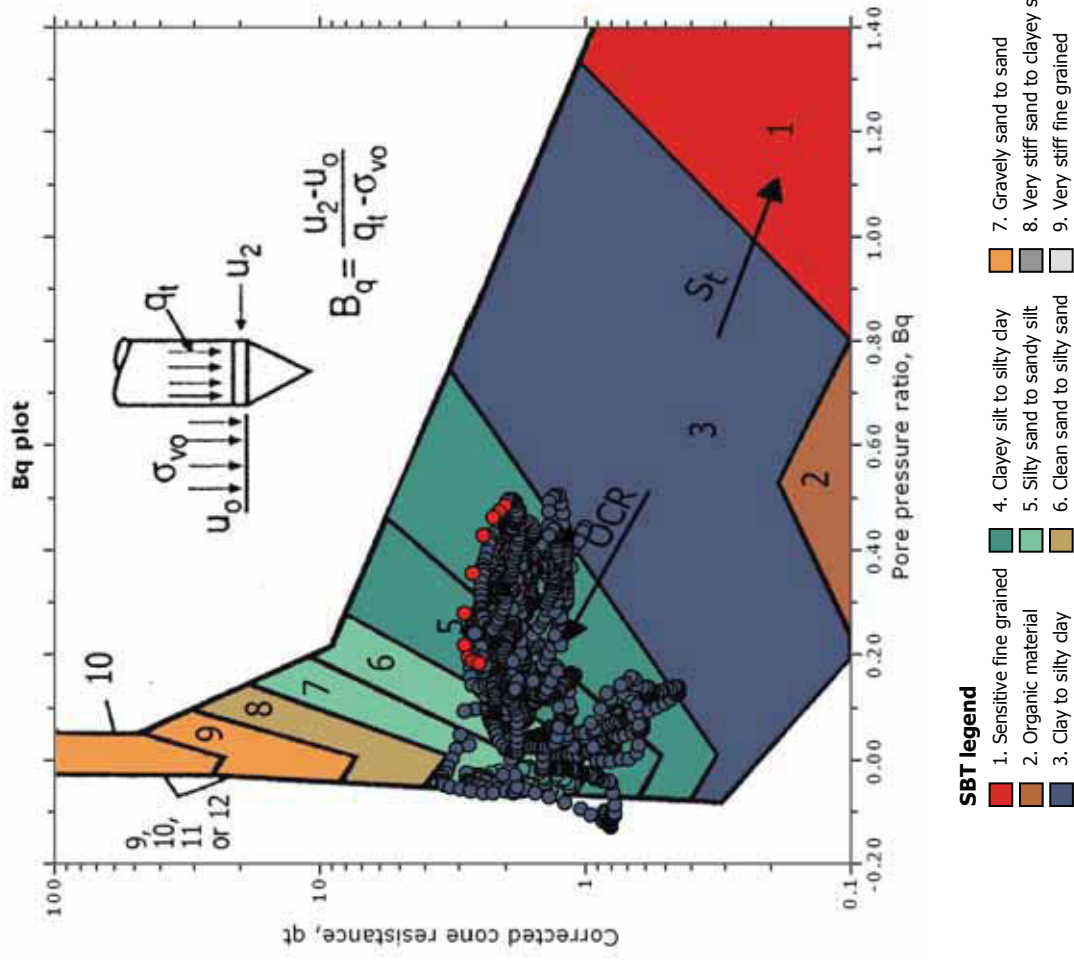 Bq plot
100
10
1
0.1
Corrected cone resistance, qt
-0.20
0.00
0.20
0.40
0.60
0.80
1.00
1.20
1.40
Pore pressure ratio, Bq
10
9,
10,
11
or 12
9
8
7
6
5
3
2
1
OCR
St
σvo
uo
qt
u2
Bq = u2-uo / qt -σvo
SBT legend
1. Sensitive fine grained
2. Organic material
3. Clay to silty clay
4. Clayey silt to silty clay
5. Silty sand to sandy silt
6. Clean sand to silty sand
7. Gravely sand to sand
8. Very stiff sand to clayey s
9. Very stiff fine grained